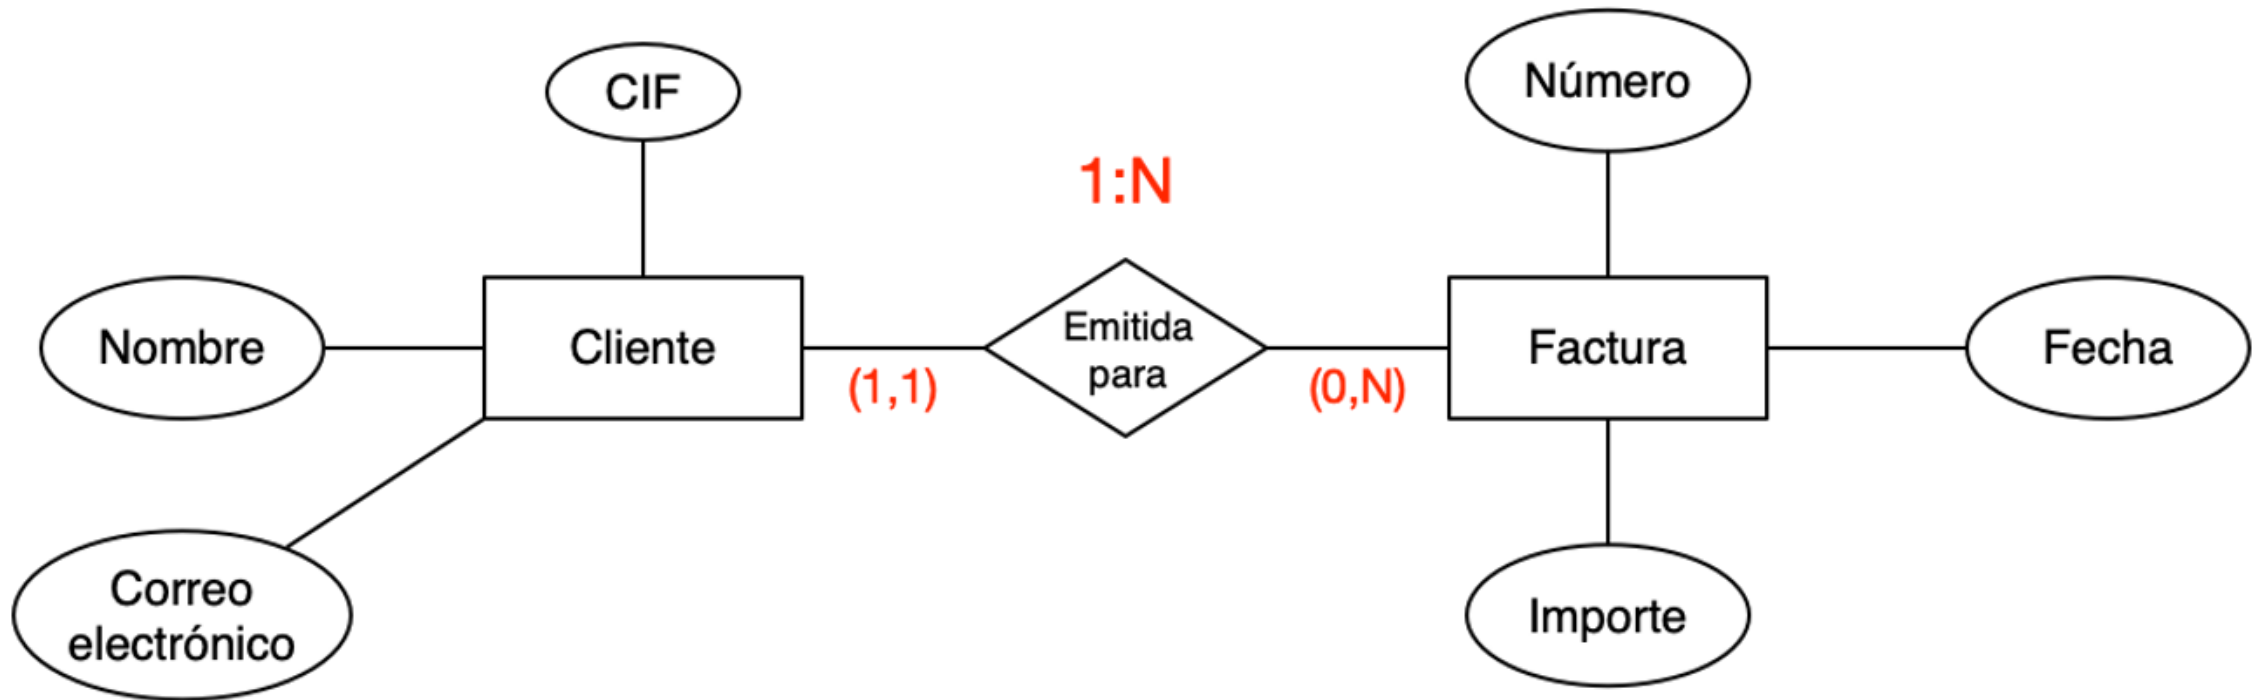 CIF
Número
1:N
Nombre
Cliente
Emitida
para
Factura
Fecha
(1,1)
(0,N)
Correo
electrónico
Importe